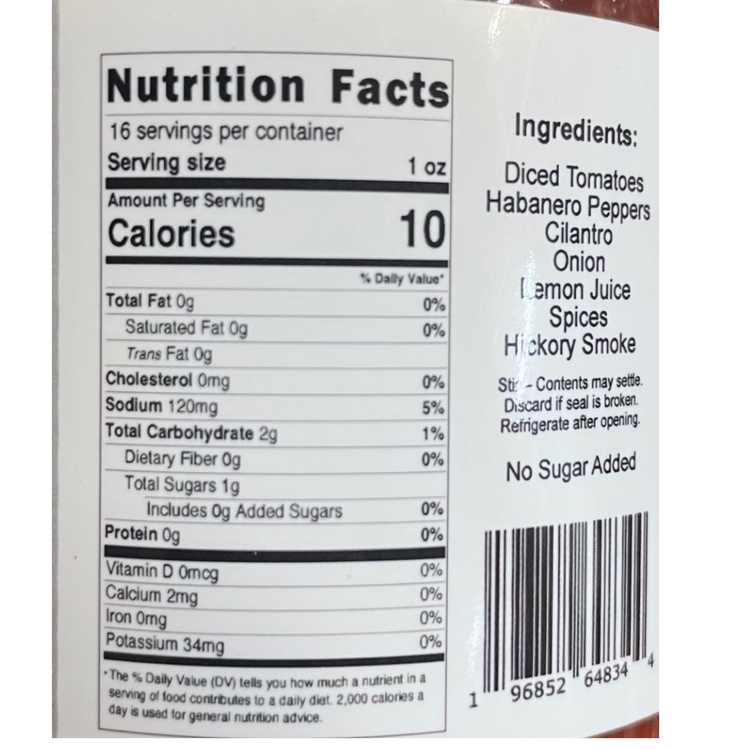 Nutrition Facts
16 servings per container
Serving size 1 oz
Amount Per Serving
Calories 10
% Daily Value*
Total Fat 0g 0%
Saturated Fat 0g 0%
Trans Fat 0g
Cholesterol 0mg 0%
Sodium 120mg 5%
Total Carbohydrate 2g 1%
Dietary Fiber 0g 0%
Total Sugars 1g
Includes 0g Added Sugars 0%
Protein 0g 0%
Vitamin D 0mcg 0%
Calcium 2mg 0%
Iron 0mg 0%
Potassium 34mg 0%
*The % Daily Value (DV) tells you how much a nutrient in a
serving of food contributes to a daily diet. 2,000 calories a
day is used for general nutrition advice.
Ingredients:
Diced Tomatoes
Habanero Peppers
Cilantro
Onion
Lemon Juice
Spices
Hickory Smoke
Stir - Contents may settle.
Discard if seal is broken.
Refrigerate after opening.
No Sugar Added
1 96852 64834 4